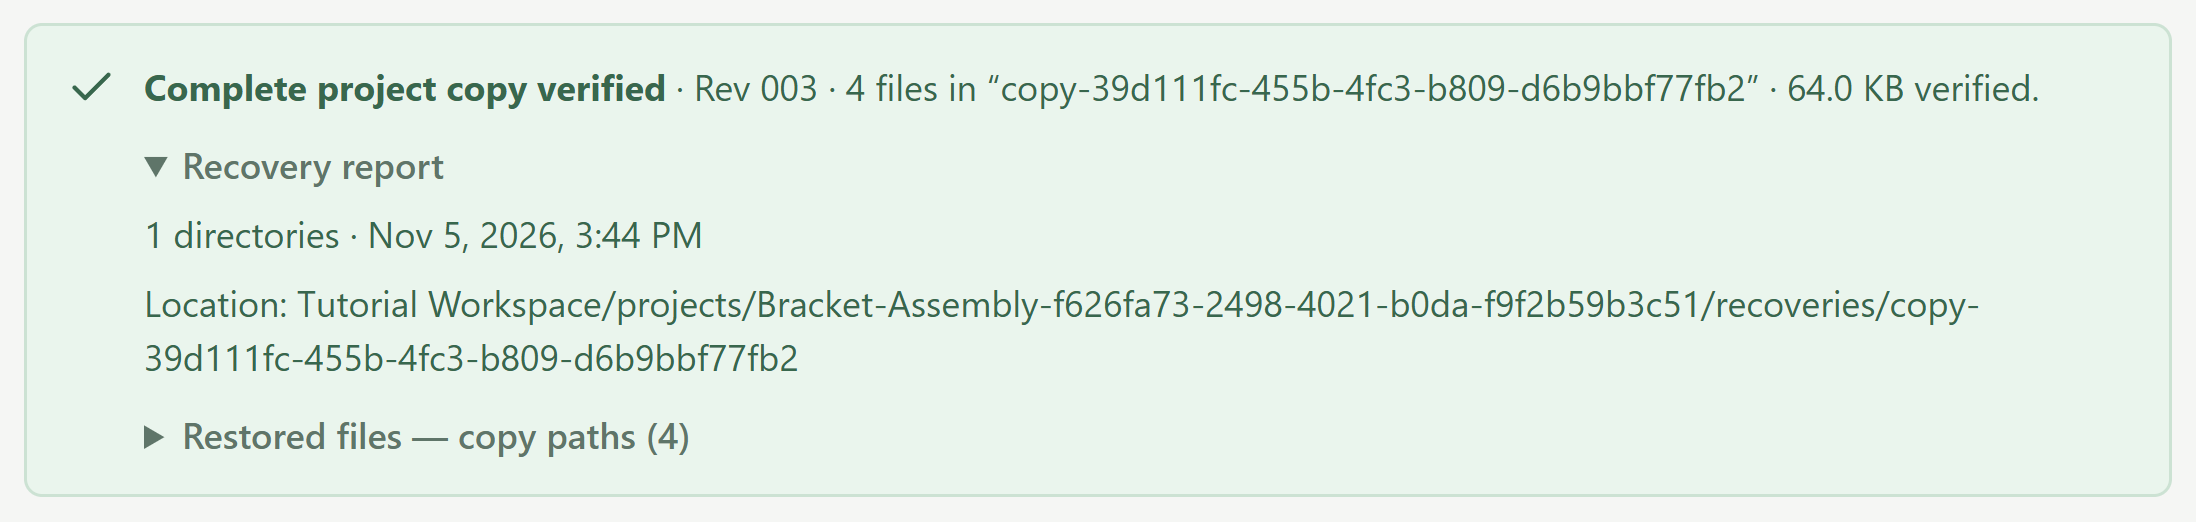 Complete project copy verified · Rev 003 · 4 files in “copy-39d111fc-455b-4fc3-b809-d6b9bbf77fb2” · 64.0 KB verified.
Recovery report
1 directories · Nov 5, 2026, 3:44 PM
Location: Tutorial Workspace/projects/Bracket-Assembly-f626fa73-2498-4021-b0da-f9f2b59b3c51/recoveries/copy-
39d111fc-455b-4fc3-b809-d6b9bbf77fb2
Restored files — copy paths (4)